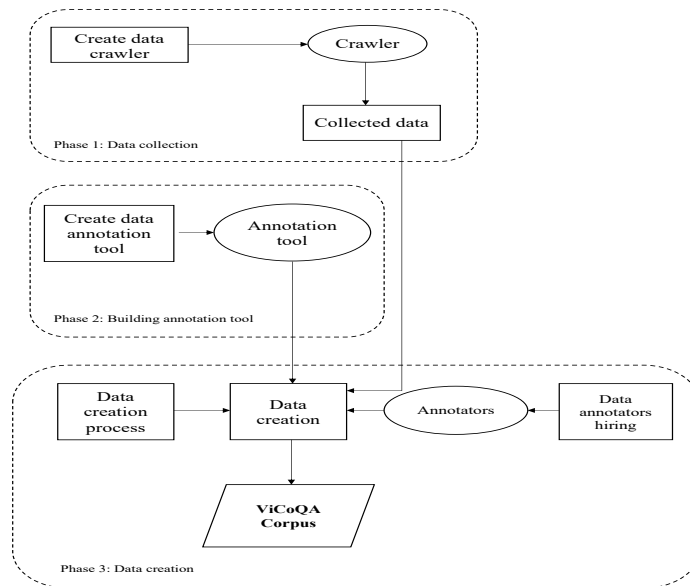 Create data
crawler
Crawler
Collected data
Phase 1: Data collection
Create data
annotation
tool
Annotation
tool
Phase 2: Building annotation tool
Data
creation
process
Data
creation
Annotators
Data
annotators
hiring
ViCoQA
Corpus
Phase 3: Data creation